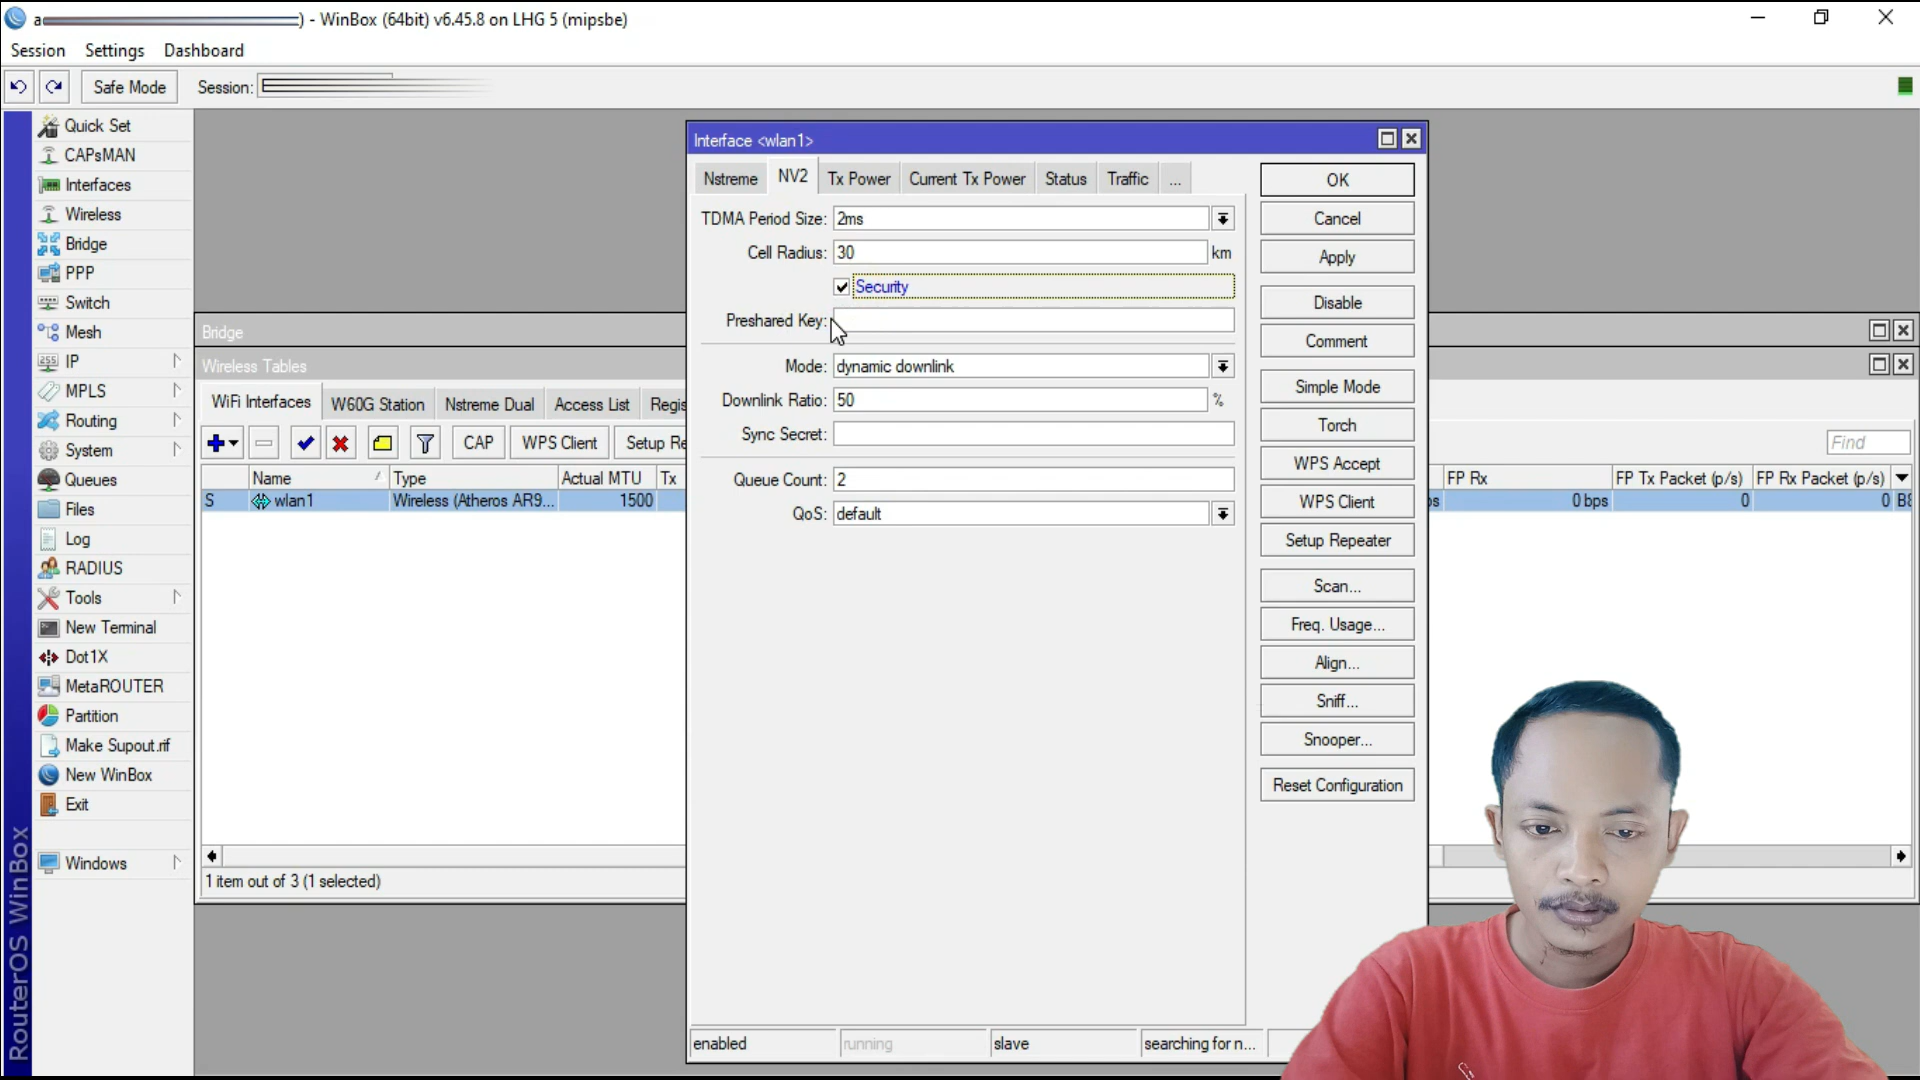 a ) - WinBox (64bit) v6.45.8 on LHG 5 (mipsbe)
Session Settings Dashboard
Safe Mode Session:
Quick Set
CAPsMAN
Interfaces
Wireless
Bridge
PPP
Switch
Mesh
IP
MPLS
Routing
System
Queues
Files
Log
RADIUS
Tools
New Terminal
Dot1X
MetaROUTER
Partition
Make Supout.rif
New WinBox
Exit
Windows
RouterOS WinBox
Bridge
Wireless Tables
WiFi Interfaces W60G Station Nstreme Dual Access List Regis
CAP WPS Client Setup Re
Find
Name Type Actual MTU Tx
FP Rx FP Tx Packet (p/s) FP Rx Packet (p/s)
S wlan1 Wireless (Atheros AR9... 1500
0 bps 0 0
1 item out of 3 (1 selected)
Interface <wlan1>
Nstreme NV2 Tx Power Current Tx Power Status Traffic ...
TDMA Period Size: 2ms
Cell Radius: 30 km
Security
Preshared Key:
Mode: dynamic downlink
Downlink Ratio: 50 %
Sync Secret:
Queue Count: 2
QoS: default
OK
Cancel
Apply
Disable
Comment
Simple Mode
Torch
WPS Accept
WPS Client
Setup Repeater
Scan...
Freq. Usage...
Align...
Sniff...
Snooper...
Reset Configuration
enabled running slave searching for n...